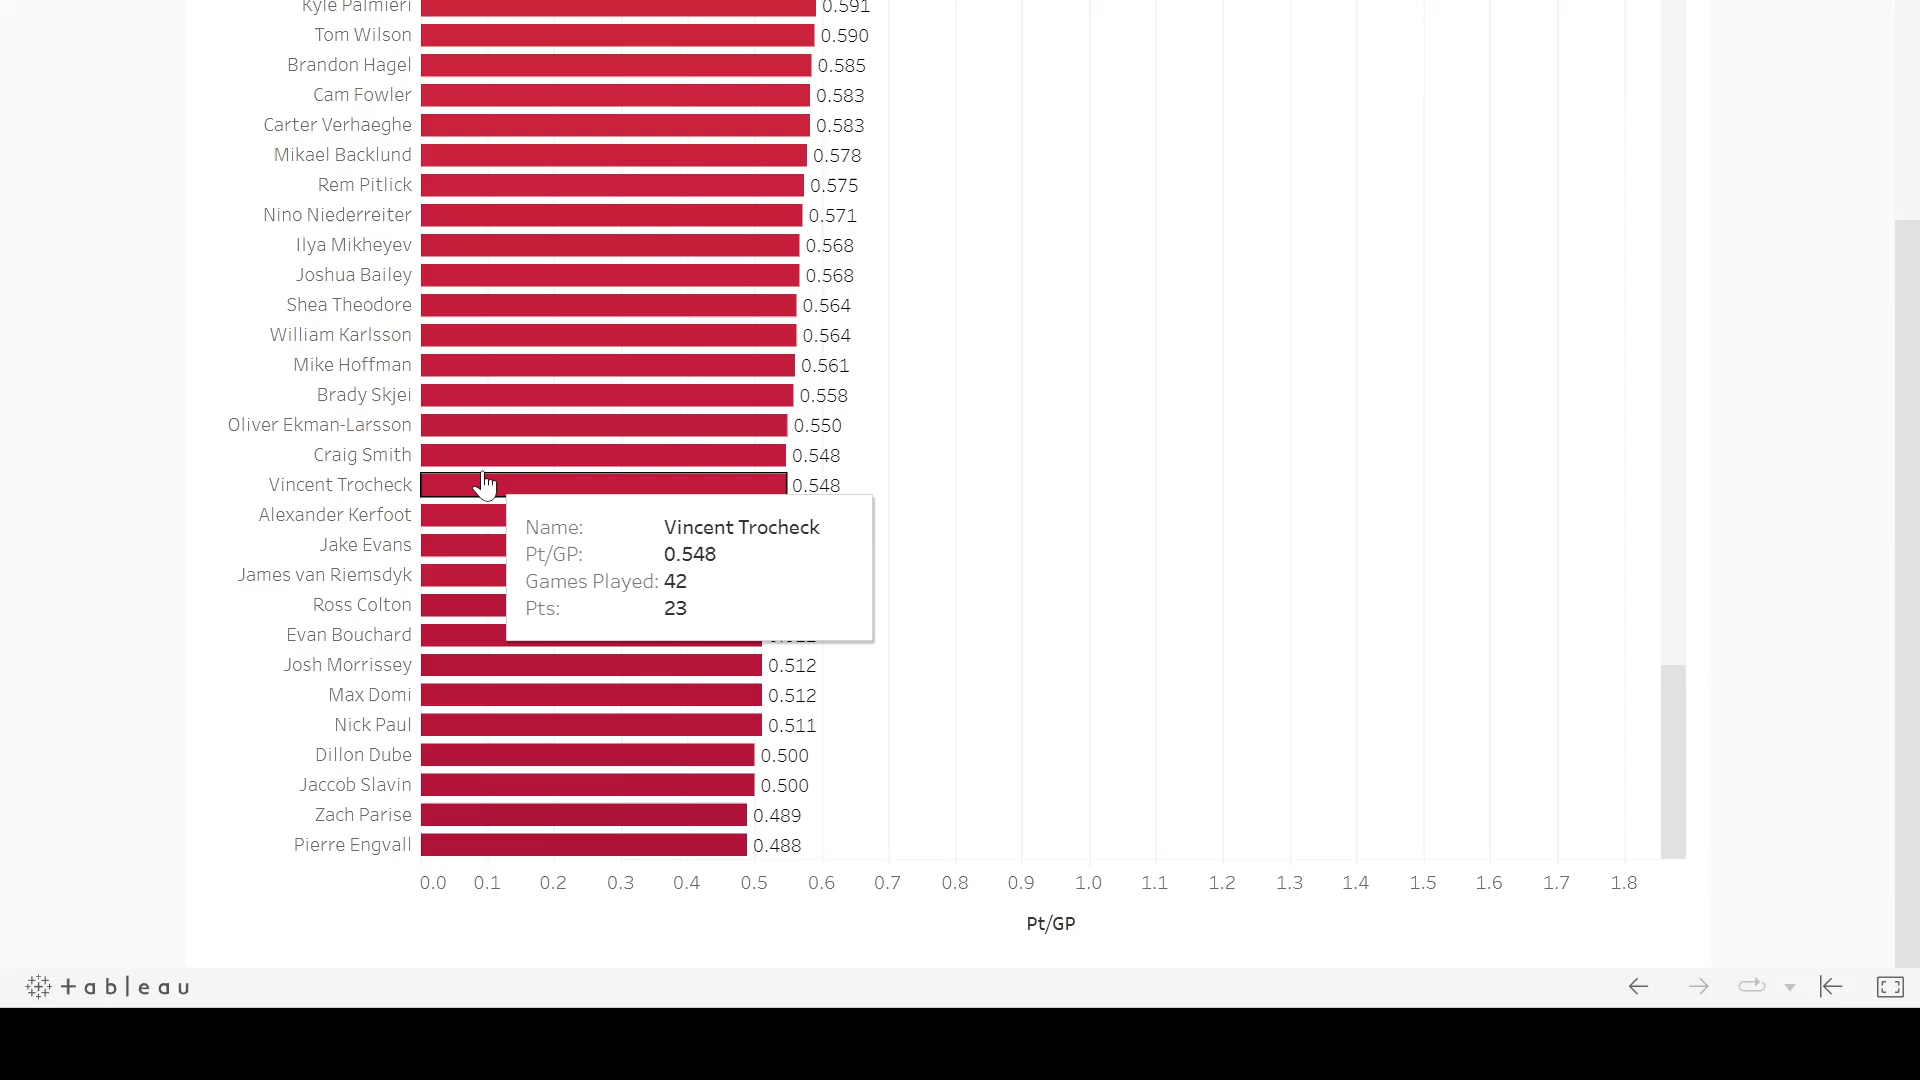 Kyle Palmieri 0.591
Tom Wilson 0.590
Brandon Hagel 0.585
Cam Fowler 0.583
Carter Verhaeghe 0.583
Mikael Backlund 0.578
Rem Pitlick 0.575
Nino Niederreiter 0.571
Ilya Mikheyev 0.568
Joshua Bailey 0.568
Shea Theodore 0.564
William Karlsson 0.564
Mike Hoffman 0.561
Brady Skjei 0.558
Oliver Ekman-Larsson 0.550
Craig Smith 0.548
Vincent Trocheck 0.548
Alexander Kerfoot
Name: Vincent Trocheck
Jake Evans
Pt/GP: 0.548
James van Riemsdyk
Games Played: 42
Ross Colton
Pts: 23
Evan Bouchard
Josh Morrissey 0.512
Max Domi 0.512
Nick Paul 0.511
Dillon Dube 0.500
Jaccob Slavin 0.500
Zach Parise 0.489
Pierre Engvall 0.488
0.0 0.1 0.2 0.3 0.4 0.5 0.6 0.7 0.8 0.9 1.0 1.1 1.2 1.3 1.4 1.5 1.6 1.7 1.8
Pt/GP
+ a b l e a u